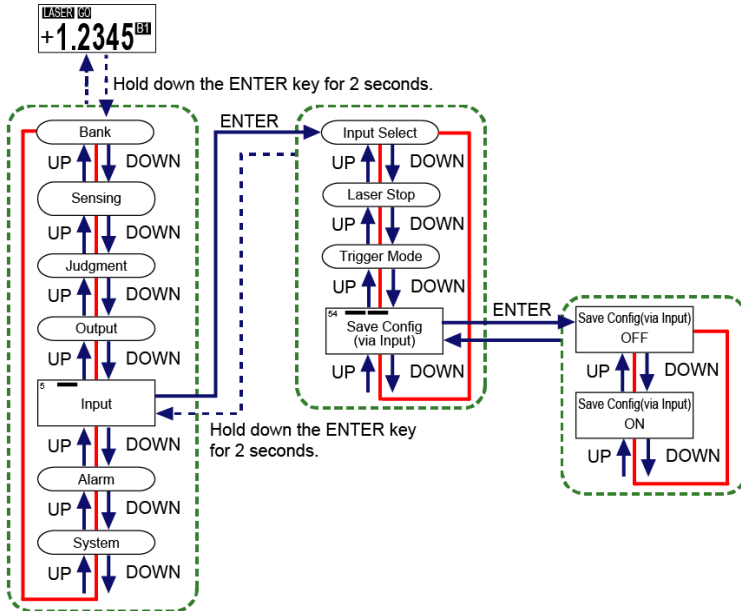 LASER GO
+1.2345 B1
Hold down the ENTER key for 2 seconds.
Bank
UP DOWN
Sensing
UP DOWN
Judgment
UP DOWN
Output
UP DOWN
5
Input
UP DOWN
Alarm
UP DOWN
System
UP DOWN
ENTER
Input Select
UP DOWN
Laser Stop
UP DOWN
Trigger Mode
UP DOWN
54
Save Config
(via Input)
UP DOWN
Hold down the ENTER key
for 2 seconds.
ENTER
Save Config(via Input)
OFF
UP DOWN
Save Config(via Input)
ON
UP DOWN